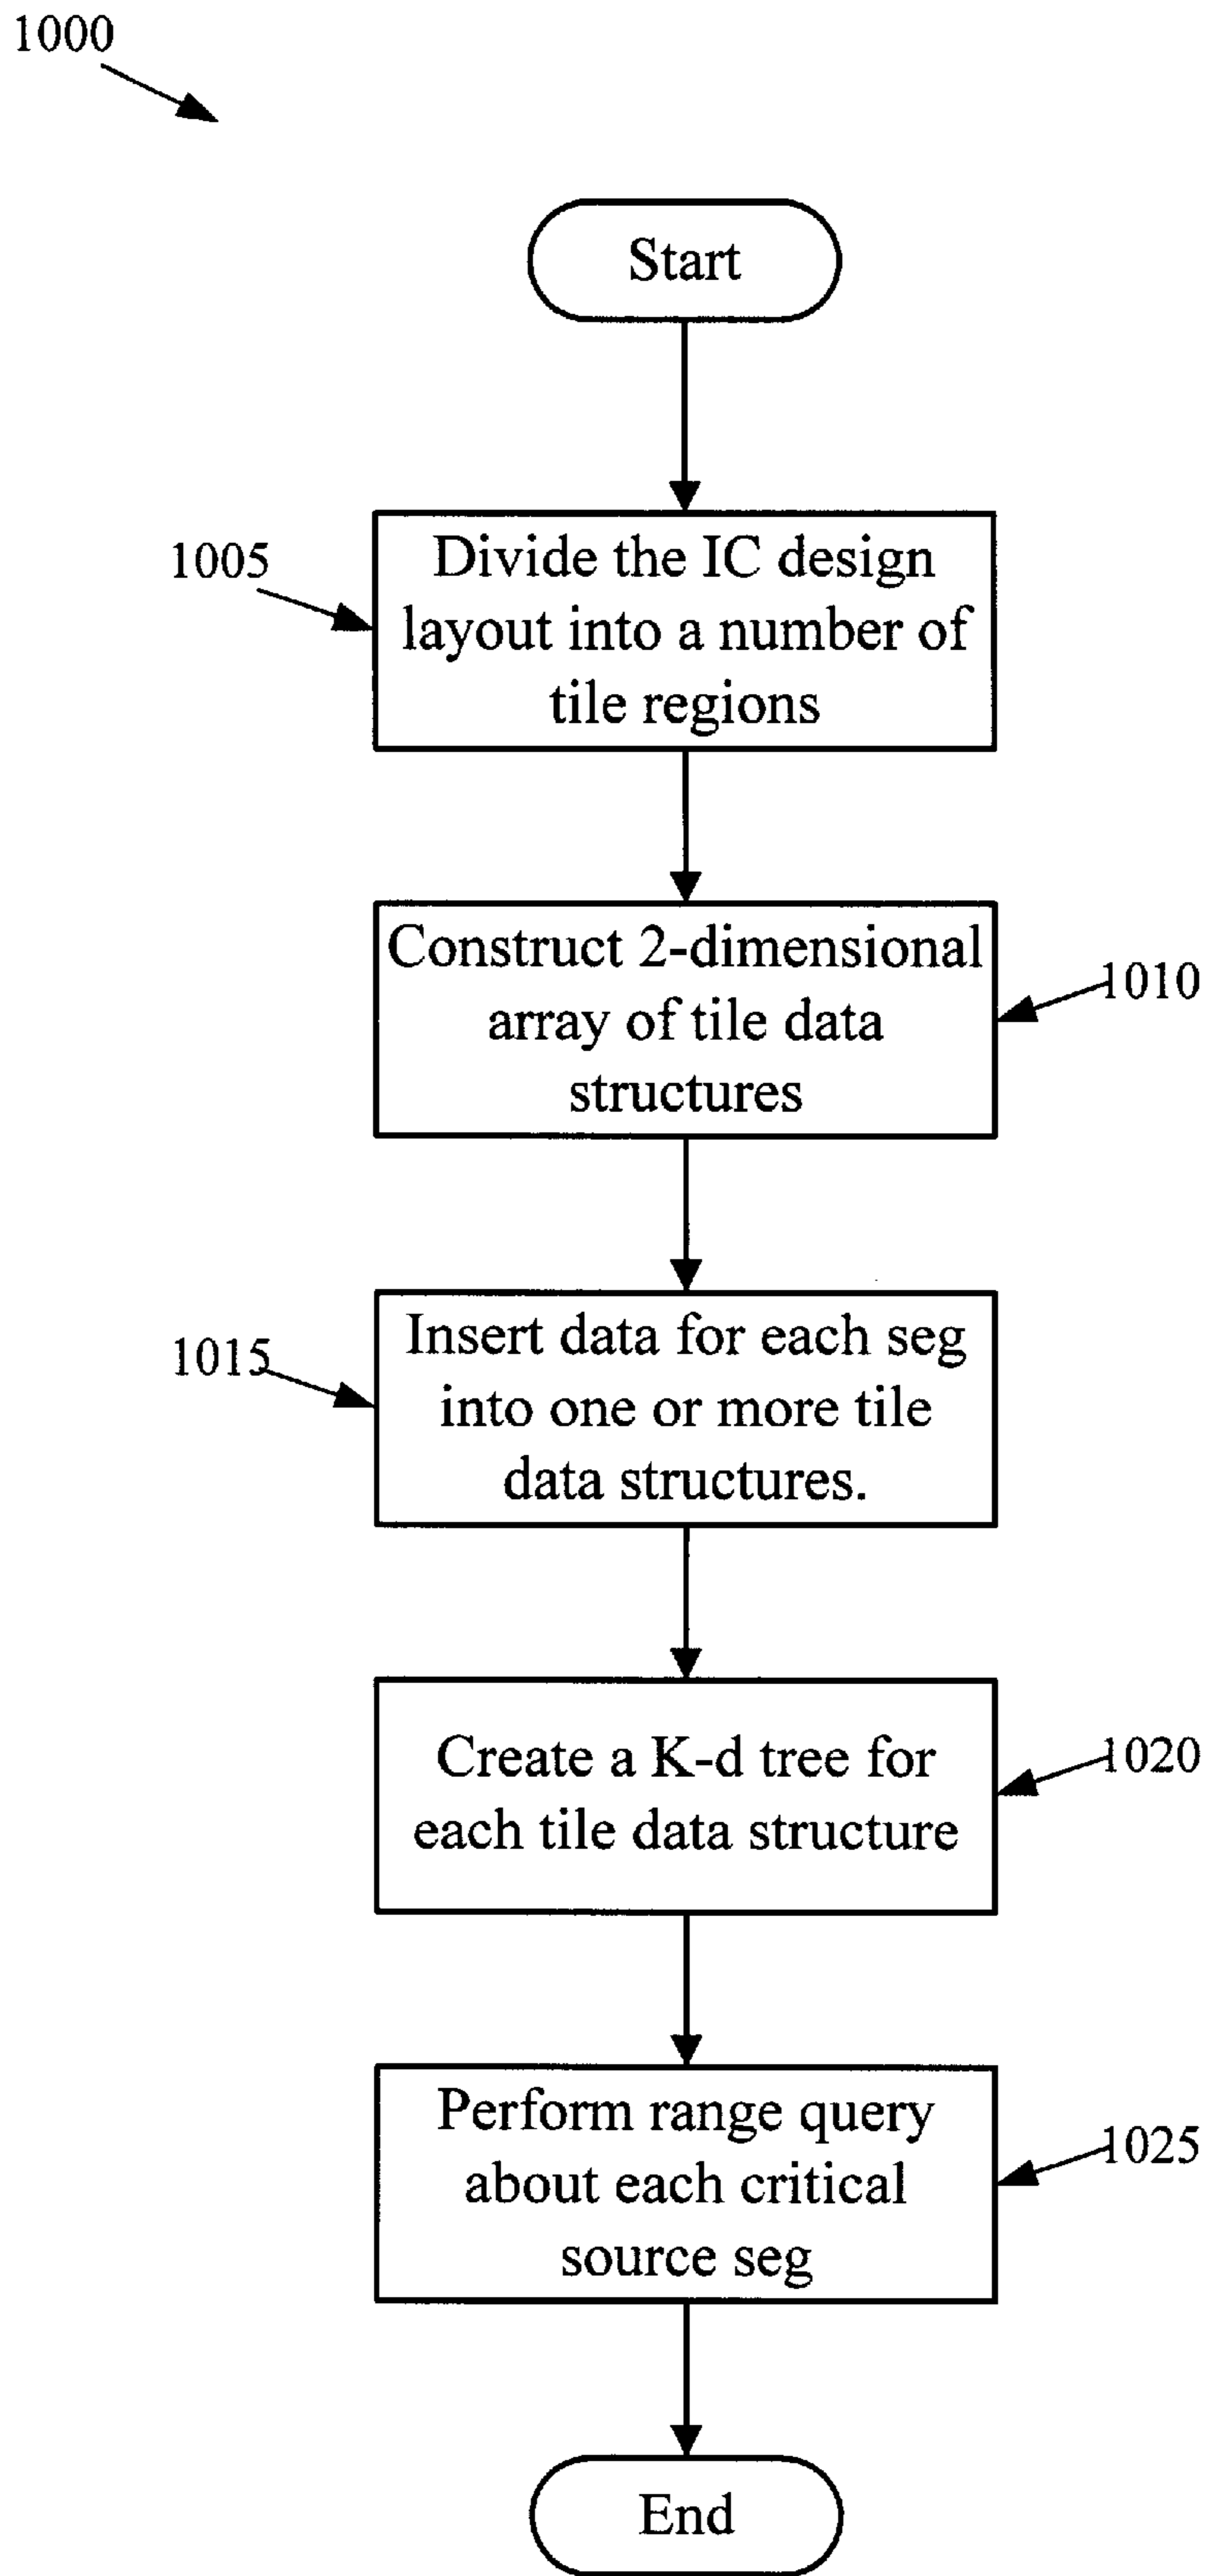 1000
Start
1005
Divide the IC design
layout into a number of
tile regions
Construct 2-dimensional
array of tile data
structures
1010
1015
Insert data for each seg
into one or more tile
data structures.
Create a K-d tree for
each tile data structure
1020
Perform range query
about each critical
source seg
1025
End